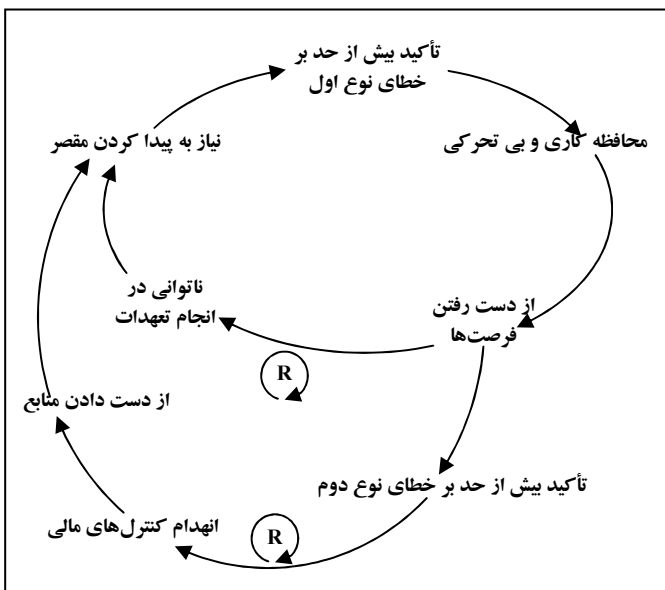 تأکید بیش از حد بر
خطای نوع اول
محافظه کاری و بی تحرکی
نیاز به پیدا کردن مقصر
از دست رفتن
فرصت‌ها
ناتوانی در
انجام تعهدات
R
از دست دادن منابع
تأکید بیش از حد بر خطای نوع دوم
انهدام کنترل‌های مالی
R